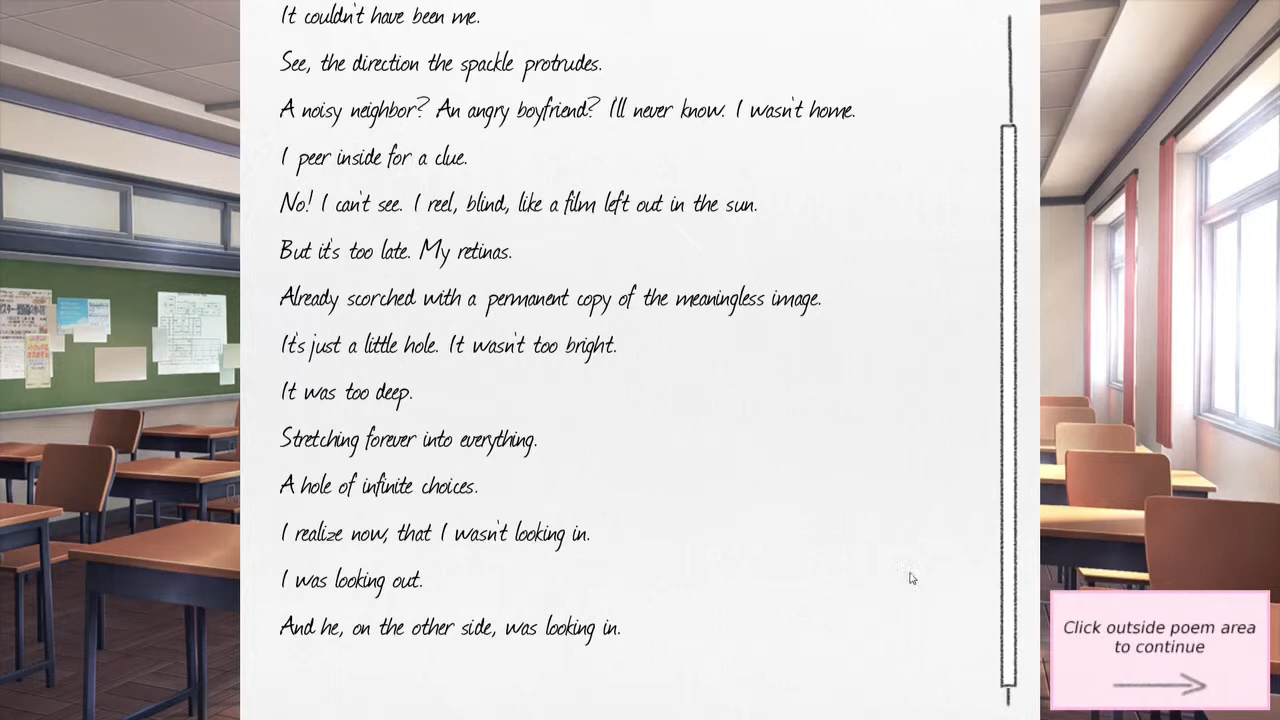 It couldn't have been me.
See, the direction the spackle protrudes.
A noisy neighbor? An angry boyfriend? I'll never know. I wasn't home.
I peer inside for a clue.
No! I can't see. I reel, blind, like a film left out in the sun.
But it's too late. My retinas.
Already scorched with a permanent copy of the meaningless image.
It's just a little hole. It wasn't too bright.
It was too deep.
Stretching forever into everything.
A hole of infinite choices.
I realize now, that I wasn't looking in.
I was looking out.
And he, on the other side, was looking in.
Click outside poem area
to continue